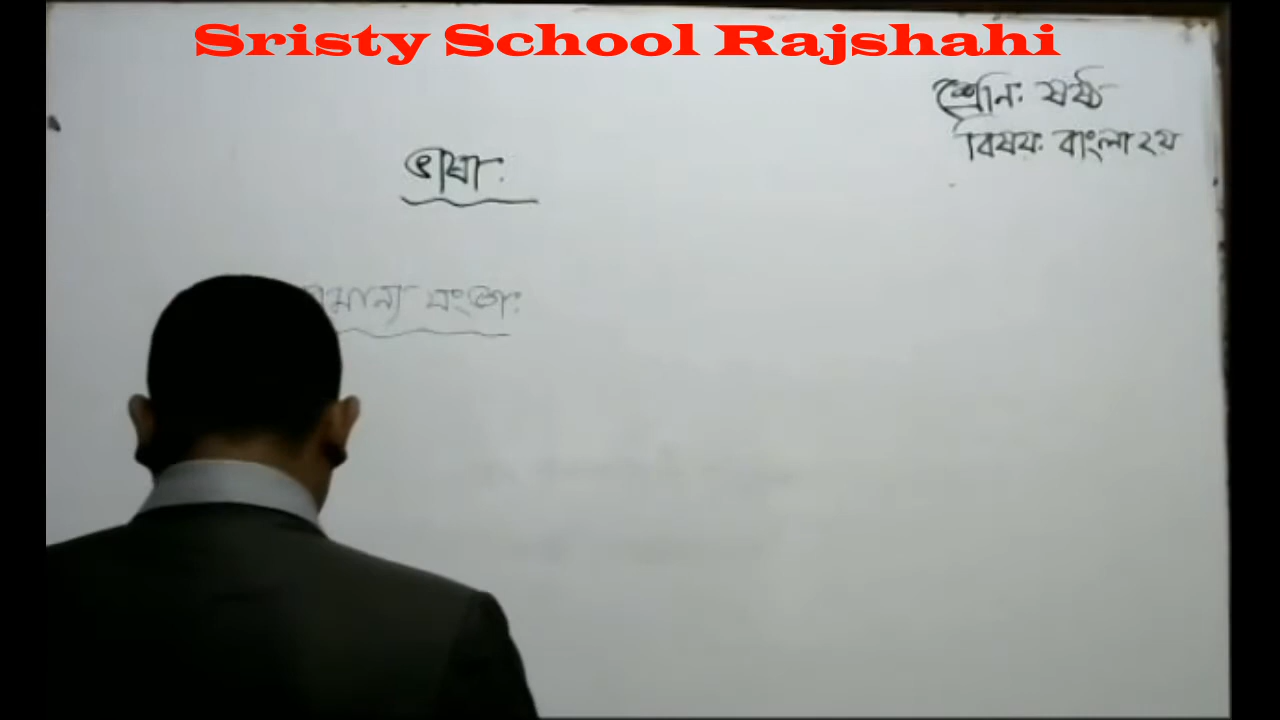 Sristy School Rajshahi
শ্রেনি: ষষ্ঠ
বিষয়: বাংলা ২য়
ভাষা:
সংজ্ঞা: